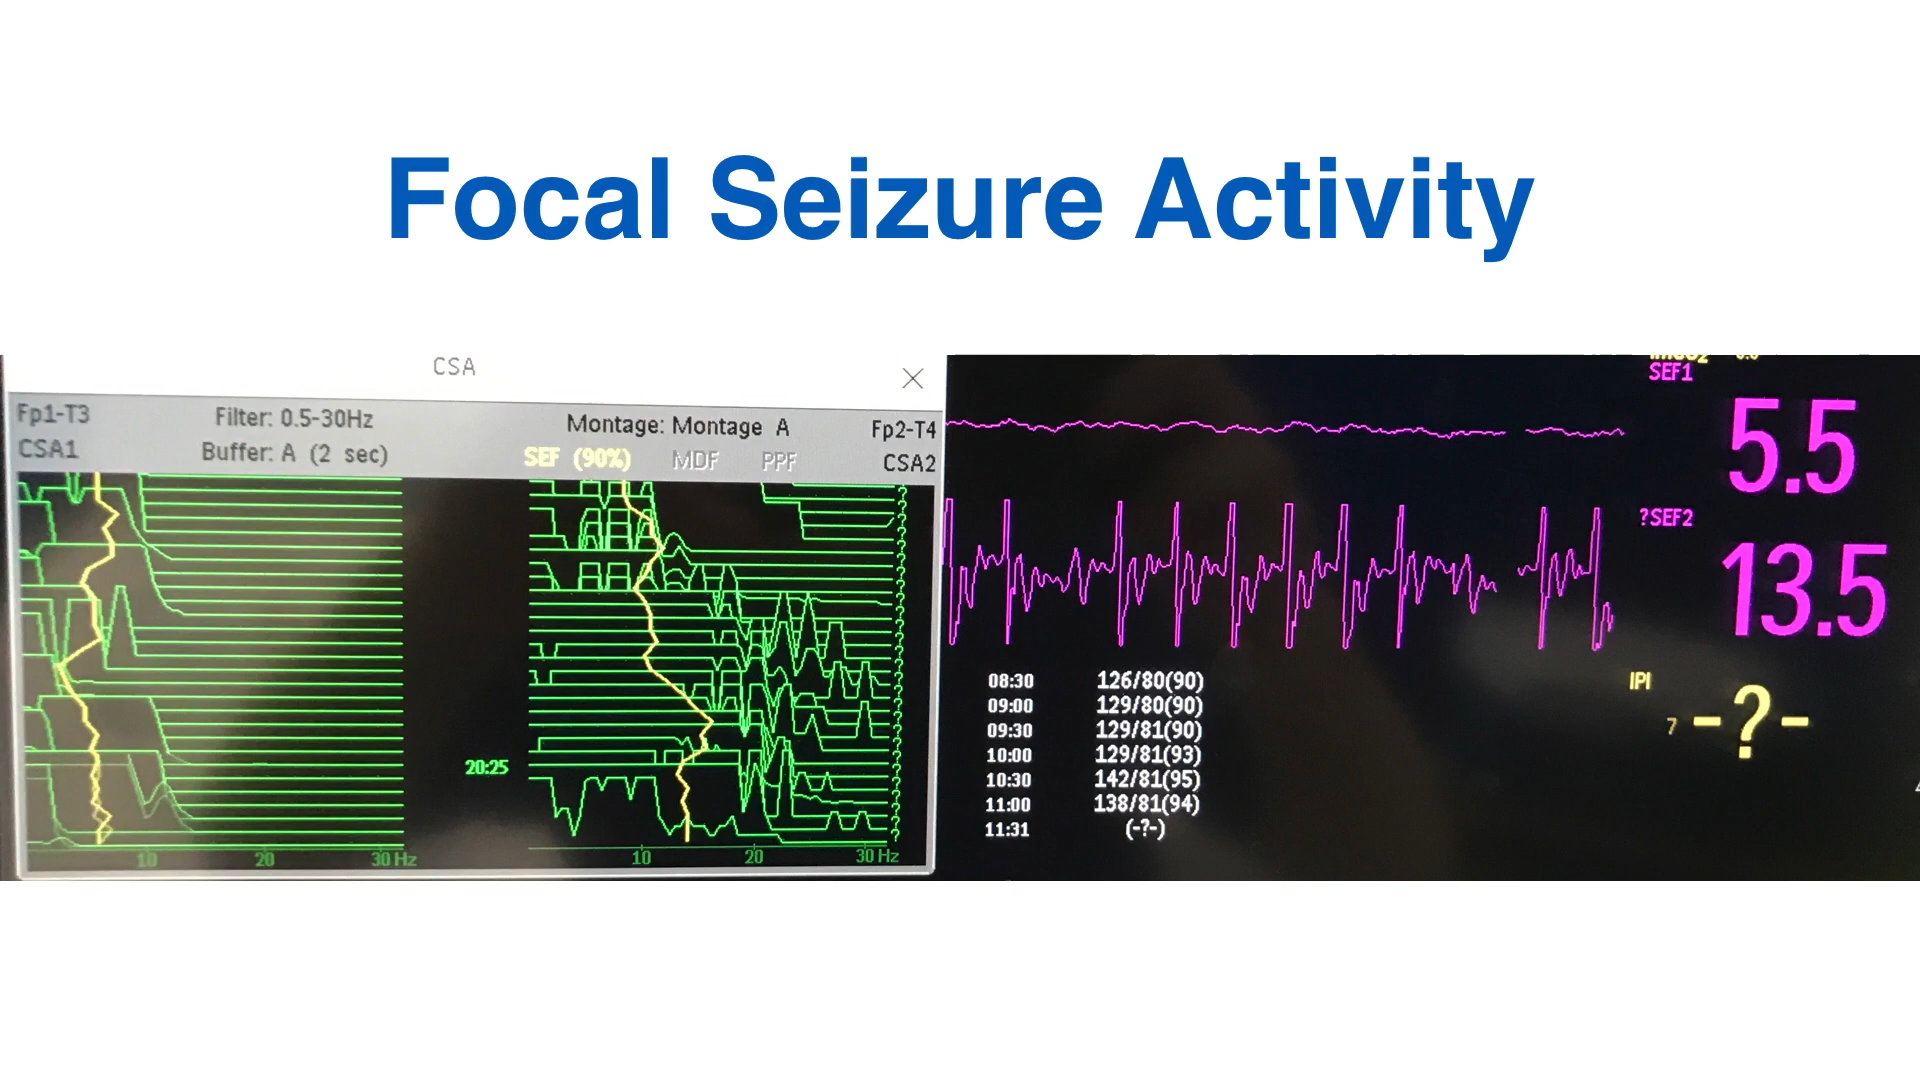 Focal Seizure Activity
CSA
Fp1-T3 Filter: 0.5-30Hz Montage: Montage A Fp2-T4
CSA1 Buffer: A (2 sec) SEF (90%) MDF PPF CSA2
20:25
10 20 30 Hz 10 20 30 Hz
SEF1
5.5
?SEF2
13.5
IPI
7 -?-
08:30 126/80(90)
09:00 129/80(90)
09:30 129/81(90)
10:00 129/81(93)
10:30 142/81(95)
11:00 138/81(94)
11:31 (-?-)